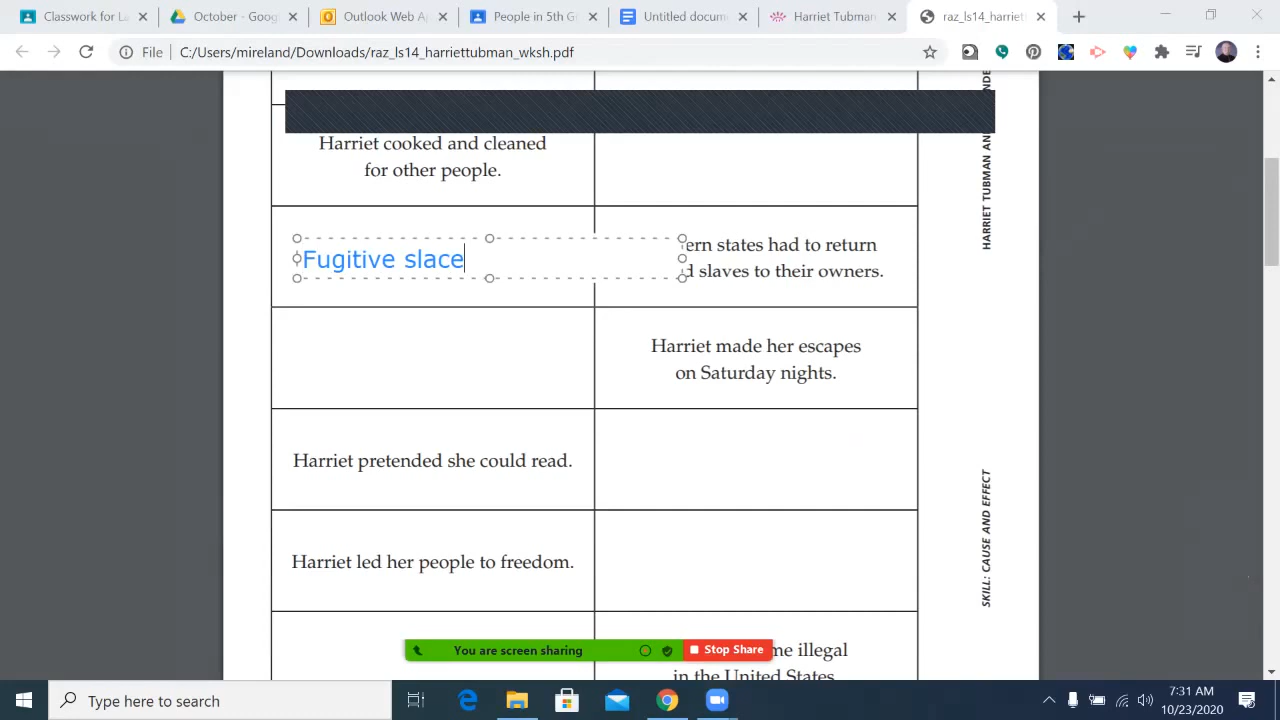 Classwork for La
October - Goog
Outlook Web A
People in 5th G
Untitled docum
Harriet Tubma
raz_ls14_harriett
File
C:/Users/mireland/Downloads/raz_ls14_harriettubman_wksh.pdf
Harriet cooked and cleaned
for other people.
Fugitive slace
ern states had to return
d slaves to their owners.
Harriet made her escapes
on Saturday nights.
Harriet pretended she could read.
Harriet led her people to freedom.
me illegal
in the United States
HARRIET TUBMAN AN
NDE
SKILL: CAUSE AND EFFECT
You are screen sharing
Stop Share
Type here to search
7:31 AM
10/23/2020